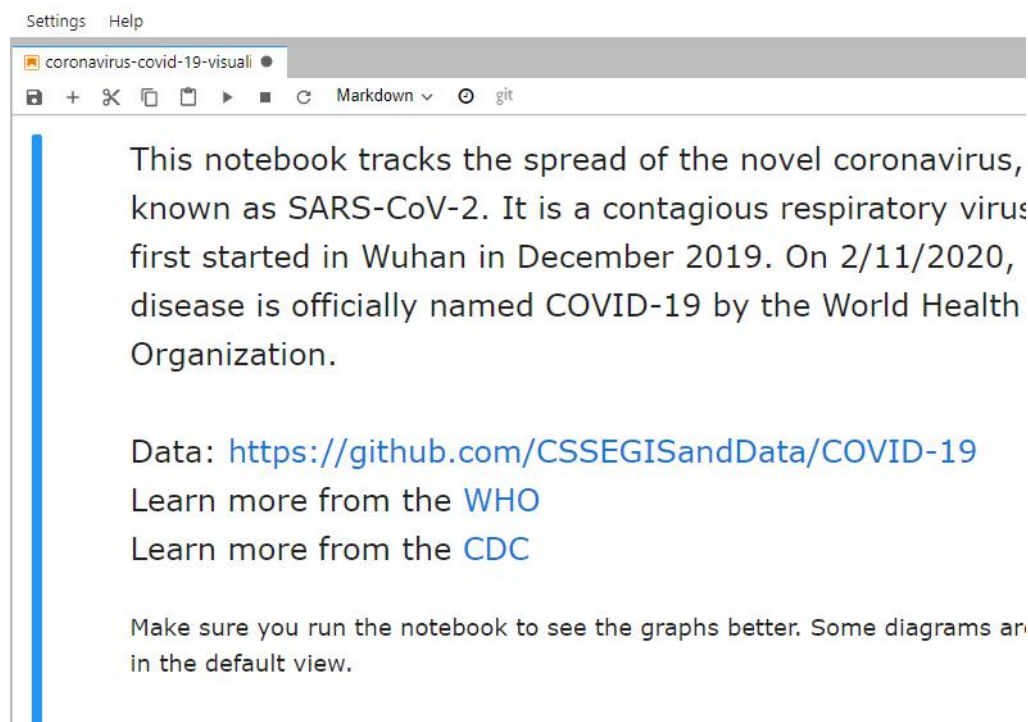 Settings Help
coronavirus-covid-19-visuali
Markdown git
This notebook tracks the spread of the novel coronavirus,
known as SARS-CoV-2. It is a contagious respiratory virus
first started in Wuhan in December 2019. On 2/11/2020,
disease is officially named COVID-19 by the World Health
Organization.
Data: https://github.com/CSSEGISandData/COVID-19
Learn more from the WHO
Learn more from the CDC
Make sure you run the notebook to see the graphs better. Some diagrams are
in the default view.